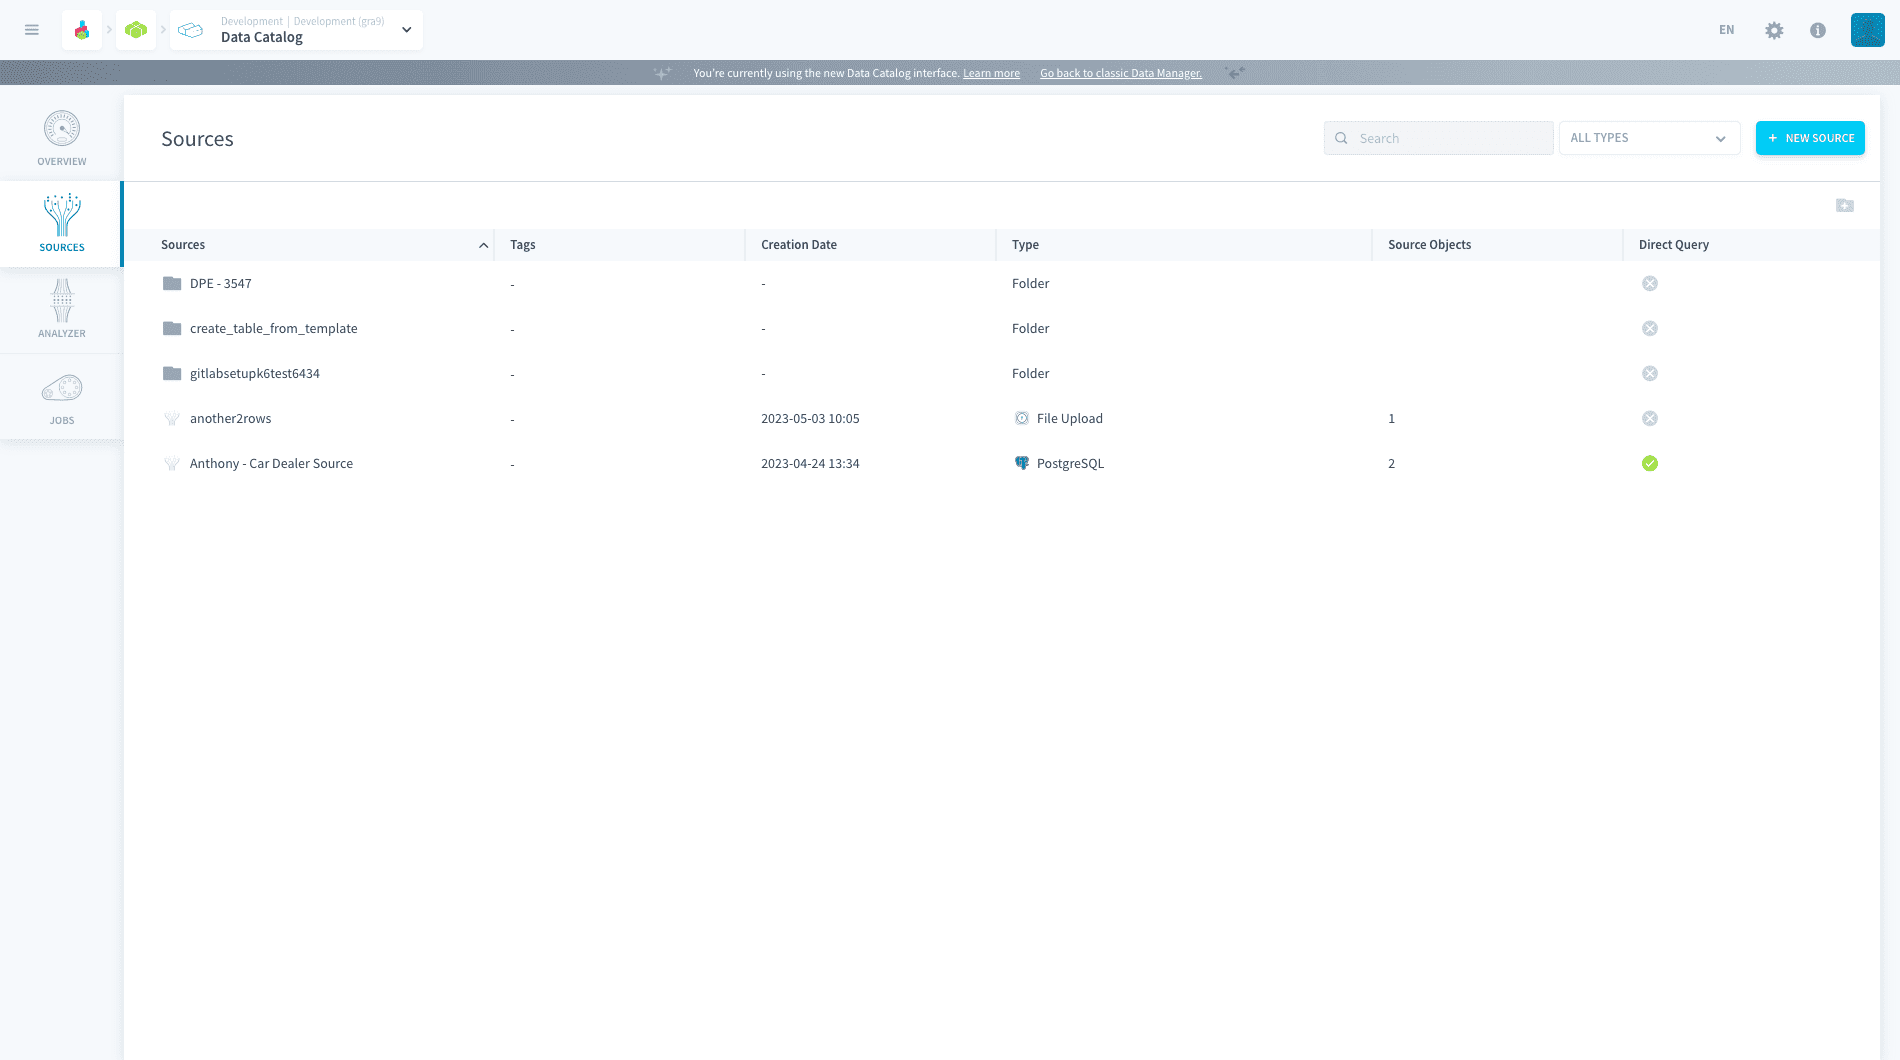 Development | Development (gra9)
Data Catalog
EN
You're currently using the new Data Catalog interface. Learn more Go back to classic Data Manager.
OVERVIEW
SOURCES
ANALYZER
JOBS
Sources
Search
ALL TYPES
+ NEW SOURCE
Sources Tags Creation Date Type Source Objects Direct Query
DPE - 3547 - - Folder
create_table_from_template - - Folder
gitlabsetupk6test6434 - - Folder
another2rows - 2023-05-03 10:05 File Upload 1
Anthony - Car Dealer Source - 2023-04-24 13:34 PostgreSQL 2